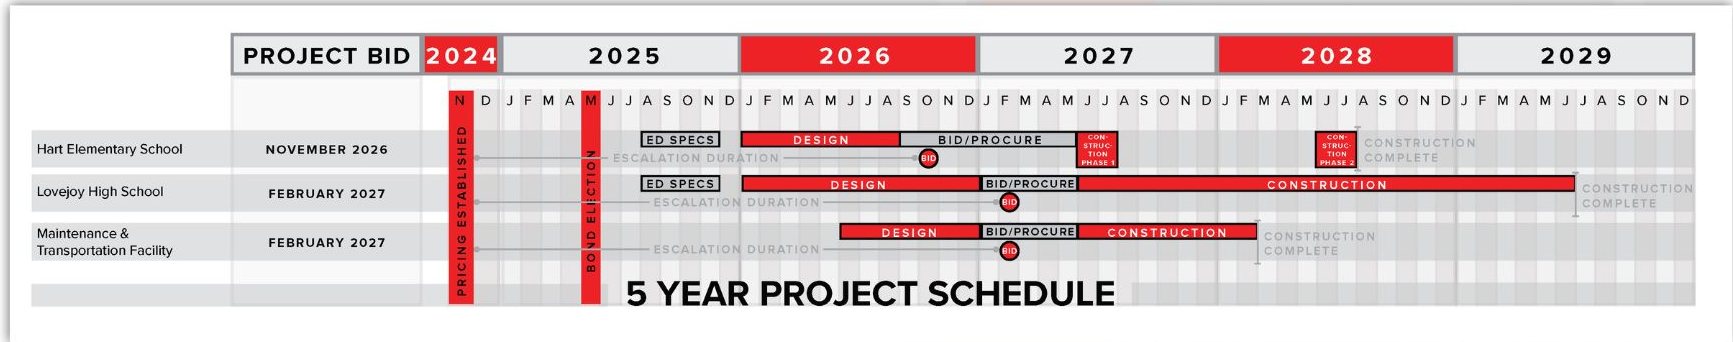 PROJECT BID 2024 2025 2026 2027 2028 2029
N D J F M A M J J A S O N D J F M A M J J A S O N D J F M A M J J A S O N D J F M A M J J A S O N D J F M A M J J A S O N D
PRICING ESTABLISHED
BOND ELECTION
Hart Elementary School
NOVEMBER 2026
ED SPECS
DESIGN
BID/PROCURE
CON-
STRUC-
TION
PHASE 1
CON-
STRUC-
TION
PHASE 2
CONSTRUCTION
COMPLETE
ESCALATION DURATION
BID
Lovejoy High School
FEBRUARY 2027
ED SPECS
DESIGN
BID/PROCURE
CONSTRUCTION
CONSTRUCTION
COMPLETE
ESCALATION DURATION
BID
Maintenance &
Transportation Facility
FEBRUARY 2027
DESIGN
BID/PROCURE
CONSTRUCTION
CONSTRUCTION
COMPLETE
ESCALATION DURATION
BID
5 YEAR PROJECT SCHEDULE